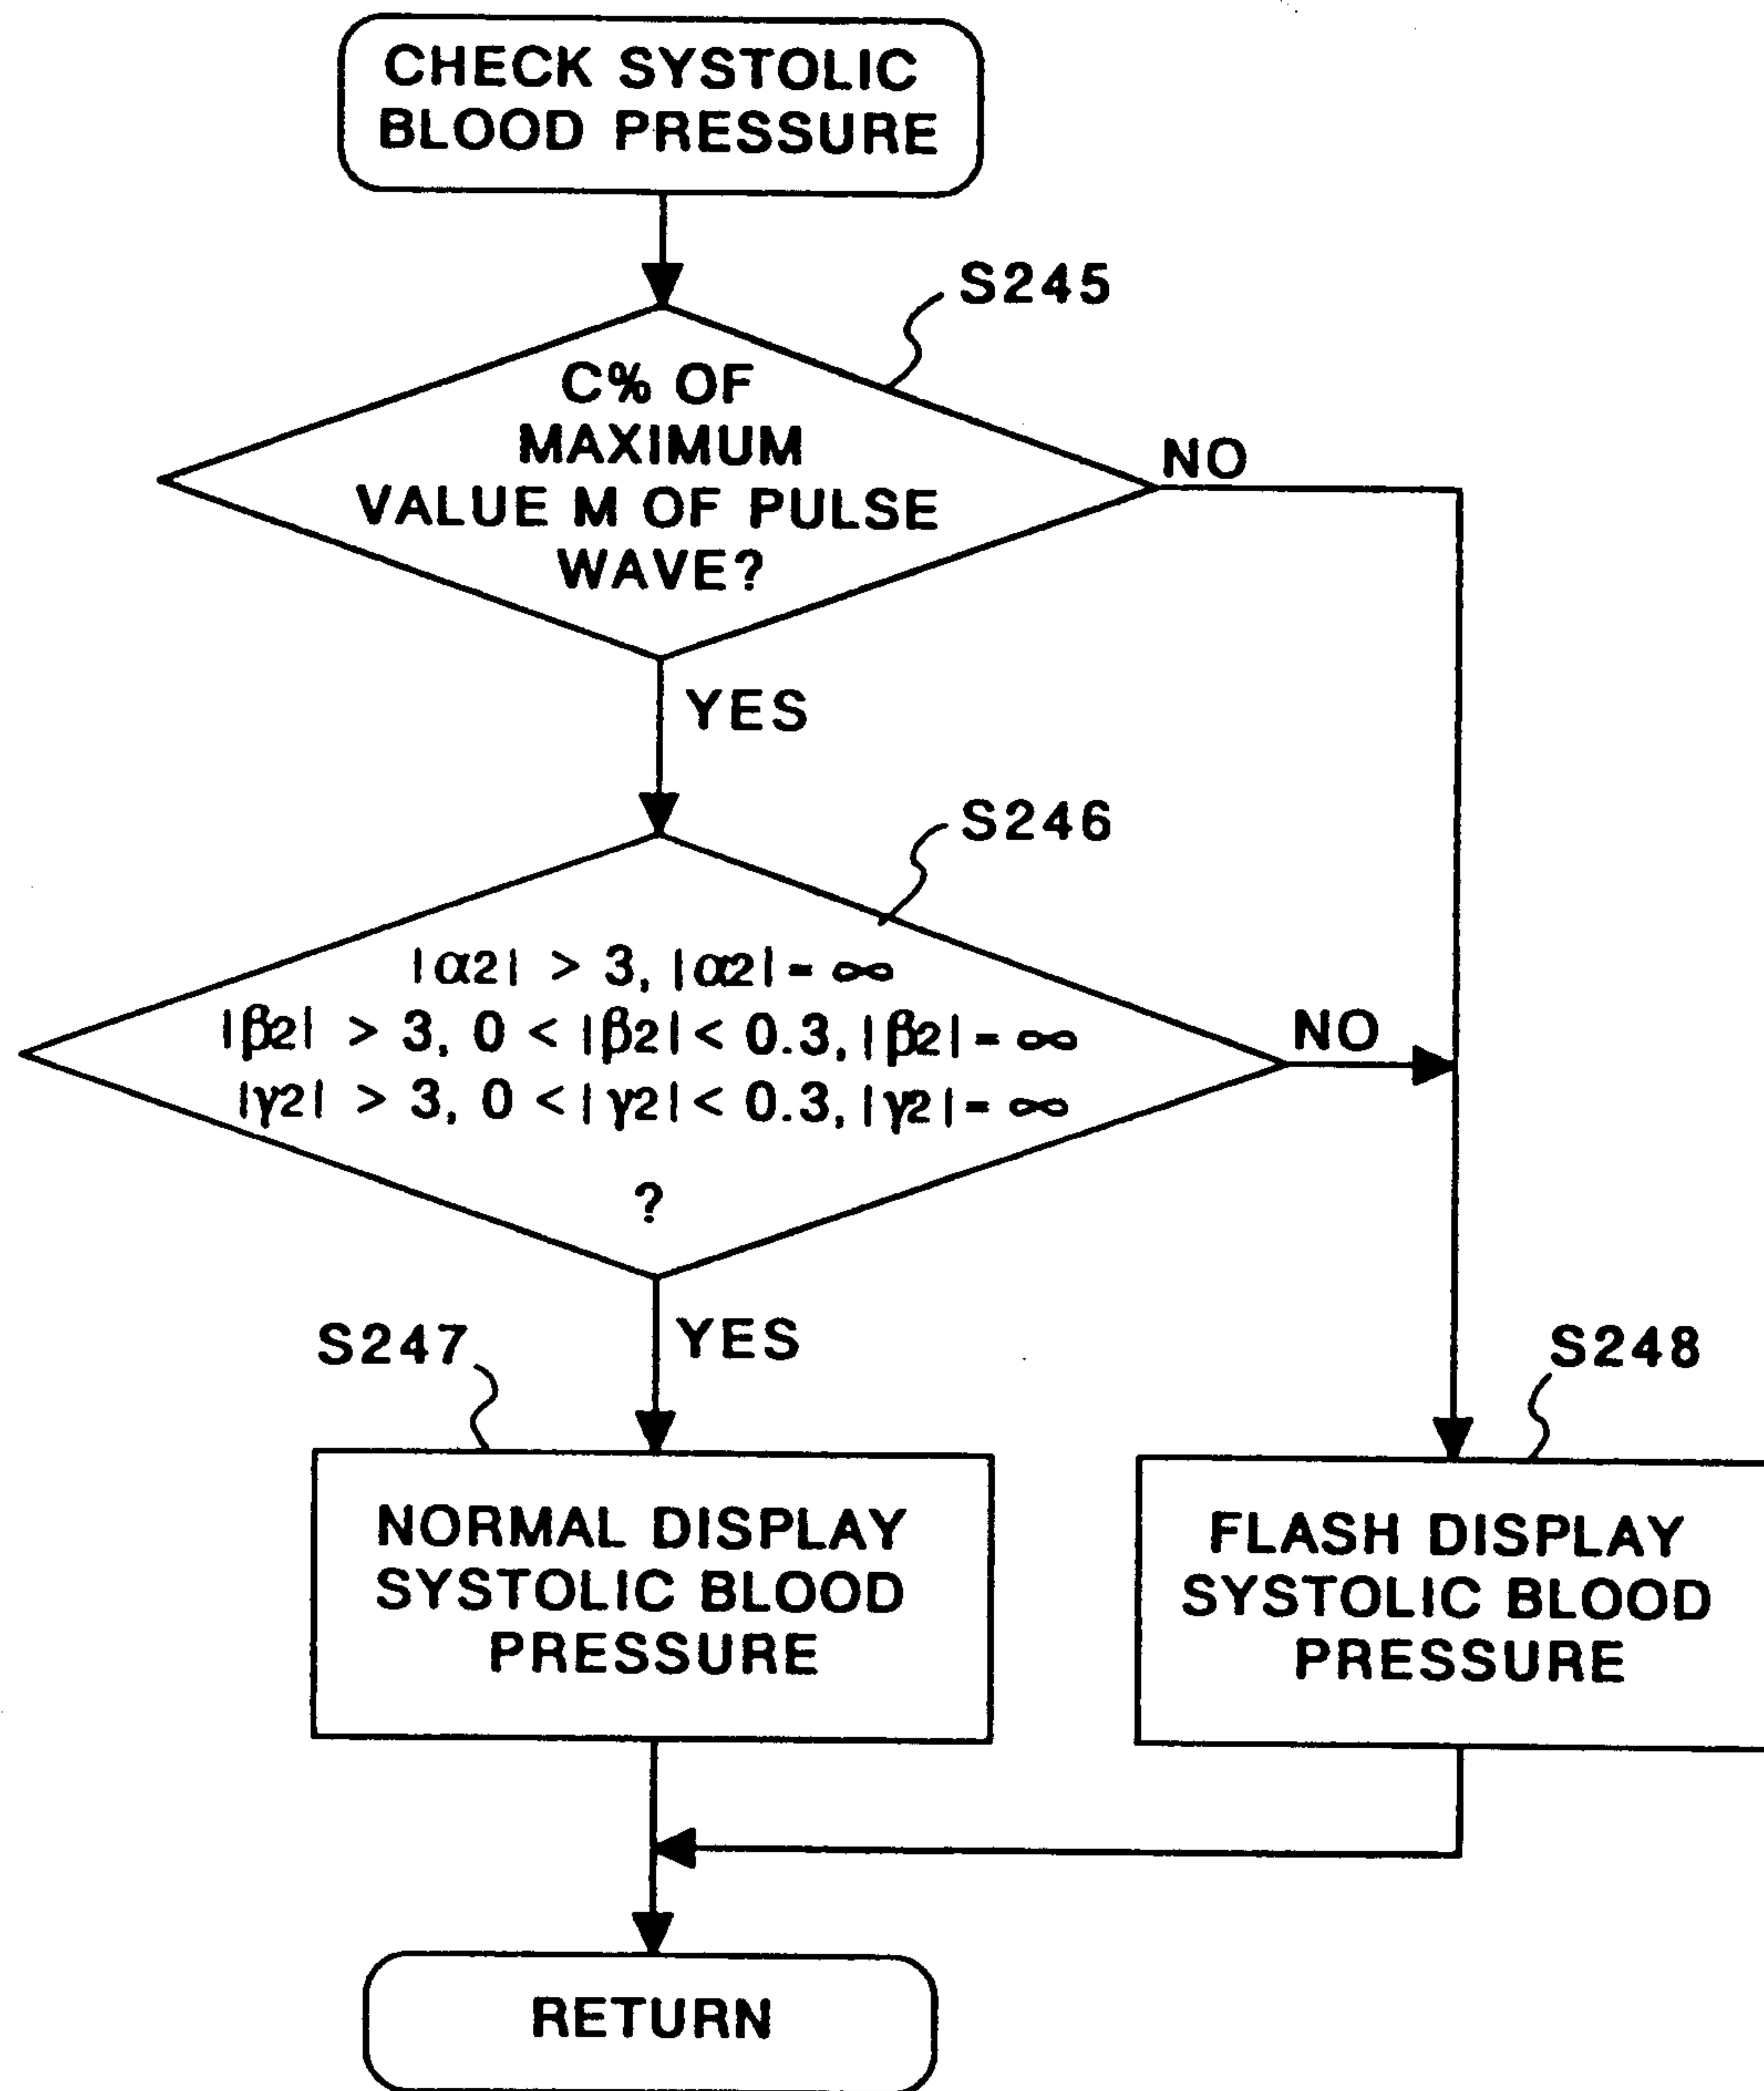 CHECK SYSTOLIC
BLOOD PRESSURE
S245
C% OF
MAXIMUM
VALUE M OF PULSE
WAVE?
NO
YES
S246
|α2| > 3, |α2| = ∞
|β2| > 3, 0 < |β2| < 0.3, |β2| = ∞
|γ2| > 3, 0 < |γ2| < 0.3, |γ2| = ∞
?
NO
YES
S247
S248
NORMAL DISPLAY
SYSTOLIC BLOOD
PRESSURE
FLASH DISPLAY
SYSTOLIC BLOOD
PRESSURE
RETURN